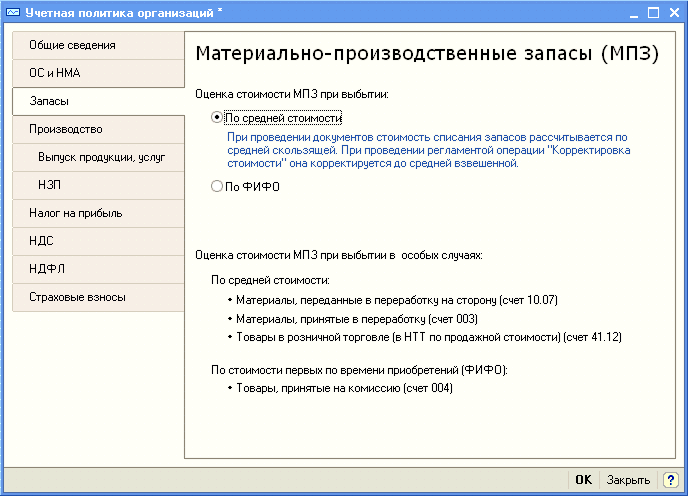 Учетная политика организаций *
Общие сведения
ОС и НМА
Запасы
Производство
Выпуск продукции, услуг
НЗП
Налог на прибыль
НДС
НДФЛ
Страховые взносы
Материально-производственные запасы (МПЗ)
Оценка стоимости МПЗ при выбытии:
По средней стоимости
При проведении документов стоимость списания запасов рассчитывается по
средней скользящей. При проведении регламентой операции "Корректировка
стоимости" она корректируется до средней взвешенной.
По ФИФО
Оценка стоимости МПЗ при выбытии в особых случаях:
По средней стоимости:
• Материалы, переданные в переработку на сторону (счет 10.07)
• Материалы, принятые в переработку (счет 003)
• Товары в розничной торговле (в НТТ по продажной стоимости) (счет 41.12)
По стоимости первых по времени приобретений (ФИФО):
• Товары, принятые на комиссию (счет 004)
OK Закрыть ?